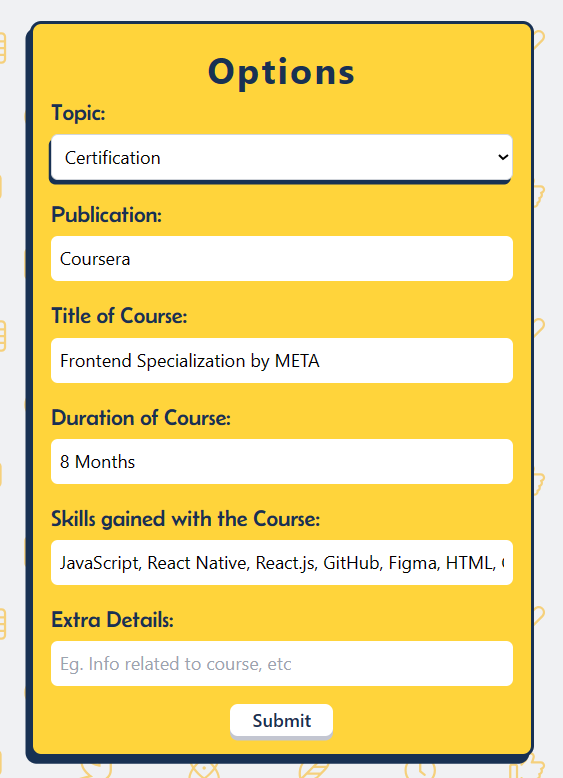 Options
Topic:
Certification
Publication:
Coursera
Title of Course:
Frontend Specialization by META
Duration of Course:
8 Months
Skills gained with the Course:
JavaScript, React Native, React.js, GitHub, Figma, HTML,
Extra Details:
Eg. Info related to course, etc
Submit